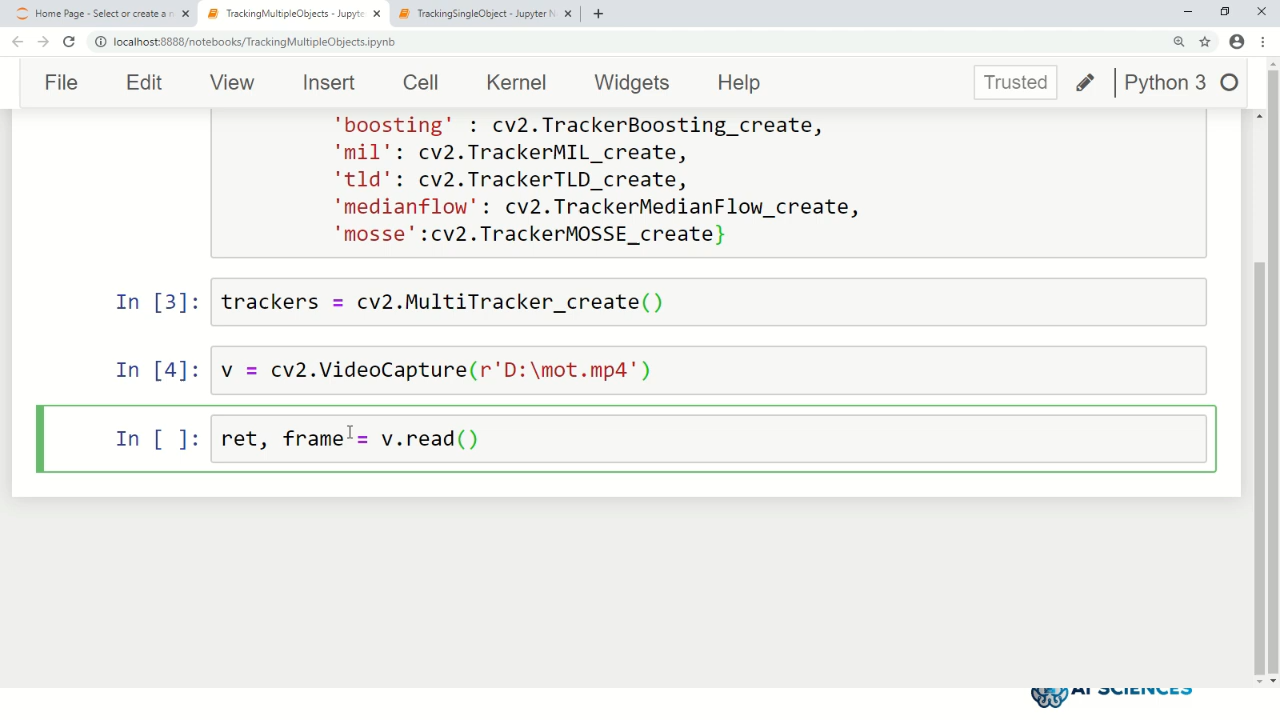 Home Page - Select or create a n
TrackingMultipleObjects - Jupyte
TrackingSingleObject - Jupyter N
localhost:8888/notebooks/TrackingMultipleObjects.ipynb
File Edit View Insert Cell Kernel Widgets Help Trusted Python 3
'boosting' : cv2.TrackerBoosting_create,
'mil': cv2.TrackerMIL_create,
'tld': cv2.TrackerTLD_create,
'medianflow': cv2.TrackerMedianFlow_create,
'mosse':cv2.TrackerMOSSE_create}
In [3]: trackers = cv2.MultiTracker_create()
In [4]: v = cv2.VideoCapture(r'D:\mot.mp4')
In [ ]: ret, frame = v.read()
AI SCIENCES